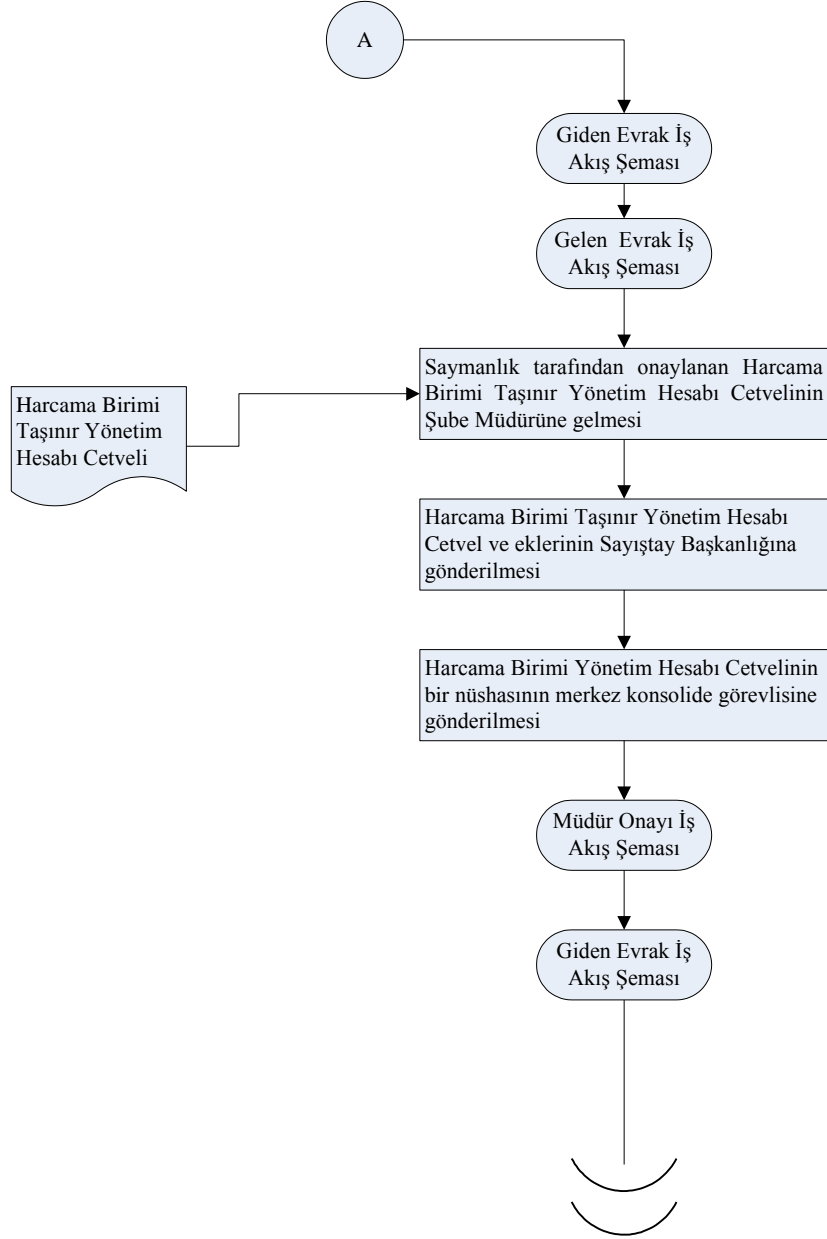 A
Giden Evrak İş
Akış Şeması
Gelen Evrak İş
Akış Şeması
Saymanlık tarafından onaylanan Harcama
Birimi Taşınır Yönetim Hesabı Cetvelinin
Şube Müdürüne gelmesi
Harcama Birimi
Taşınır Yönetim
Hesabı Cetveli
Harcama Birimi Taşınır Yönetim Hesabı
Cetvel ve eklerinin Sayıştay Başkanlığına
gönderilmesi
Harcama Birimi Yönetim Hesabı Cetvelinin
bir nüshasının merkez konsolide görevlisine
gönderilmesi
Müdür Onayı İş
Akış Şeması
Giden Evrak İş
Akış Şeması